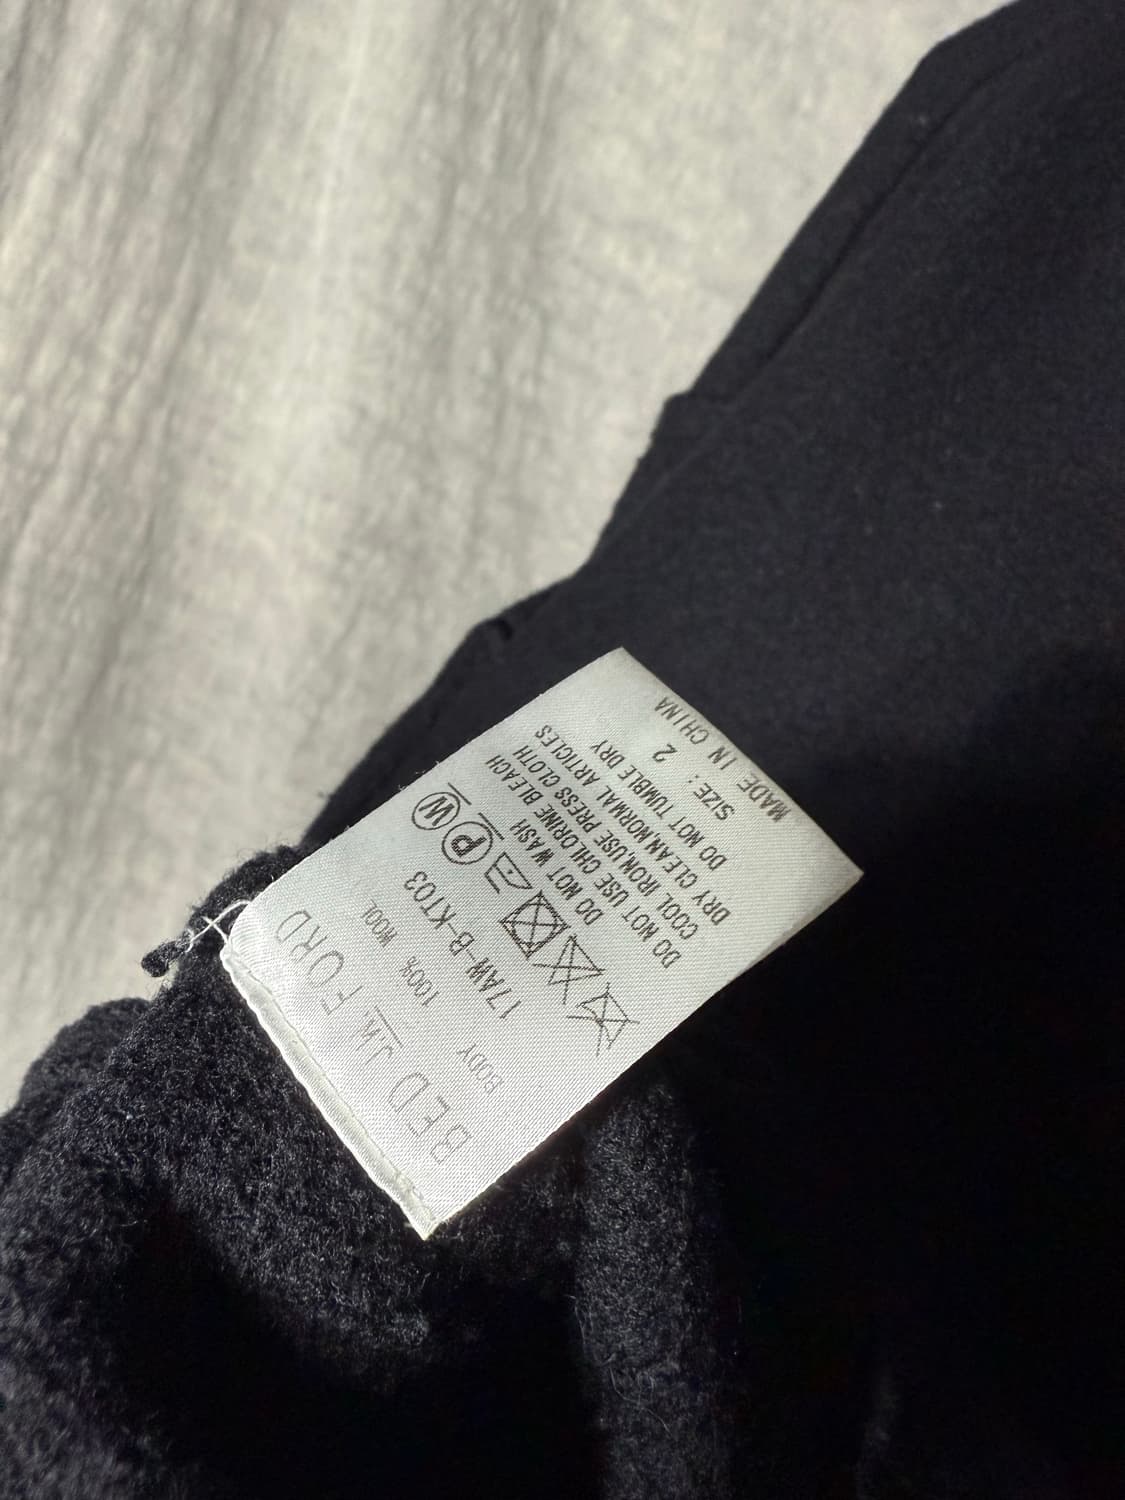 BED J.W. FORD
BODY 100% WOOL
17AW-B-KT03
P W
DO NOT WASH
DO NOT USE CHLORINE BLEACH
COOL IRON,USE PRESS CLOTH
DRY CLEAN,NORMAL ARTICLES
DO NOT TUMBLE DRY
SIZE: 2
MADE IN CHINA